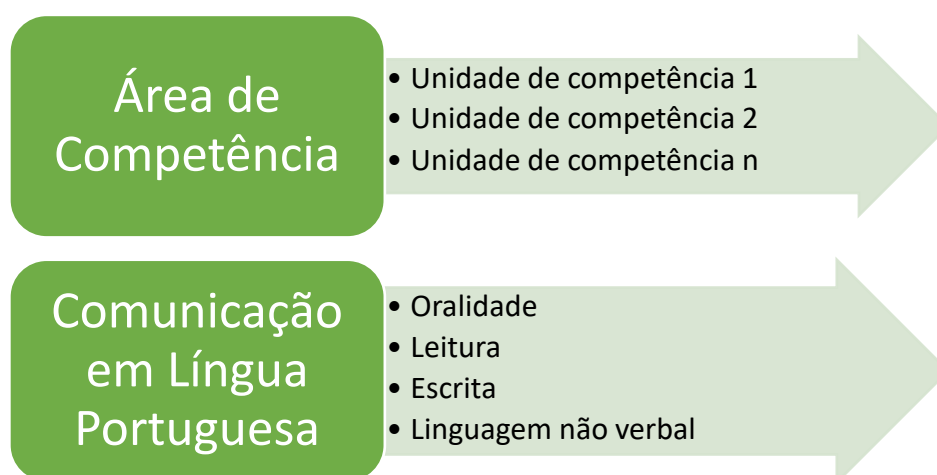 Área de
Competência
• Unidade de competência 1
• Unidade de competência 2
• Unidade de competência n
Comunicação
em Língua
Portuguesa
• Oralidade
• Leitura
• Escrita
• Linguagem não verbal